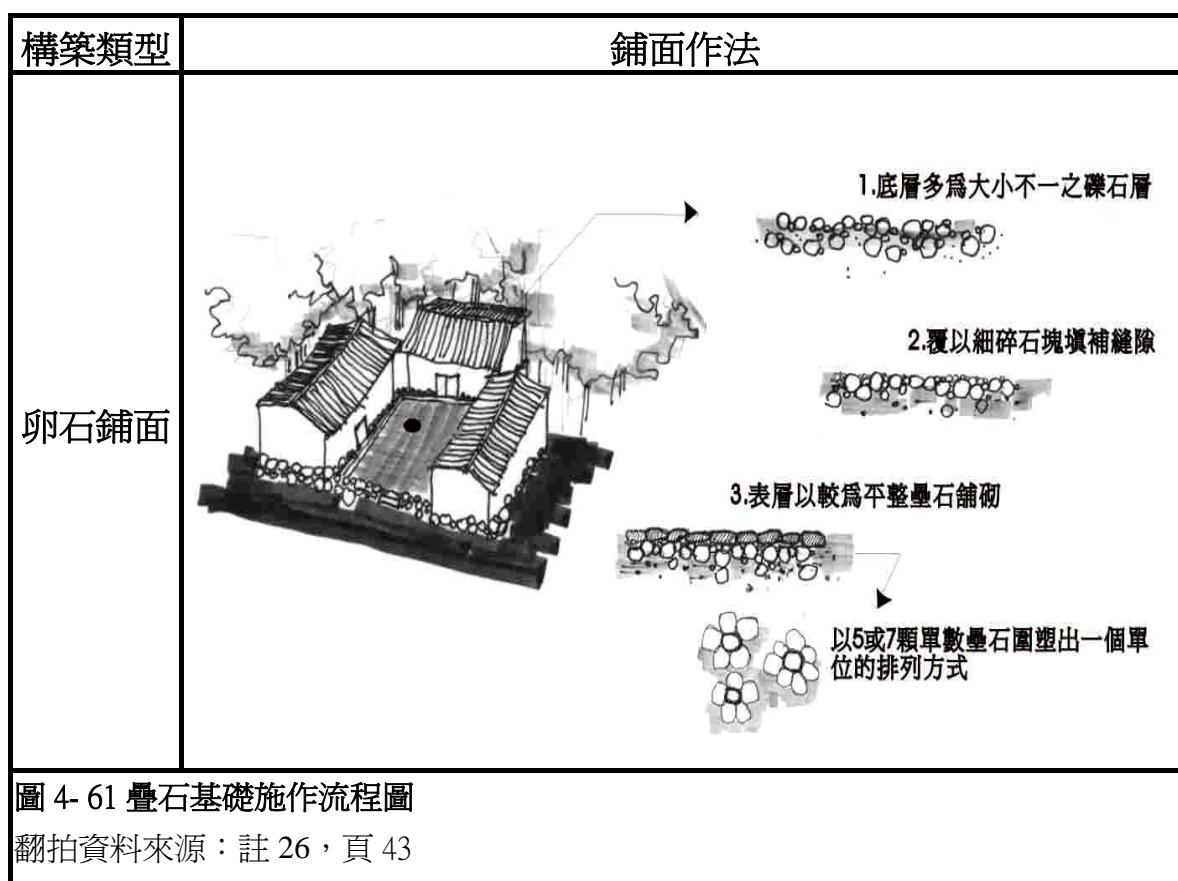 構築類型
鋪面作法
卵石鋪面
1.底層多為大小不一之礫石層
2.覆以細碎石塊填補縫隙
3.表層以較為平整壘石舖砌
以5或7顆單數壘石圍塑出一個單
位的排列方式
圖 4- 61 疊石基礎施作流程圖
翻拍資料來源：註 26，頁 43